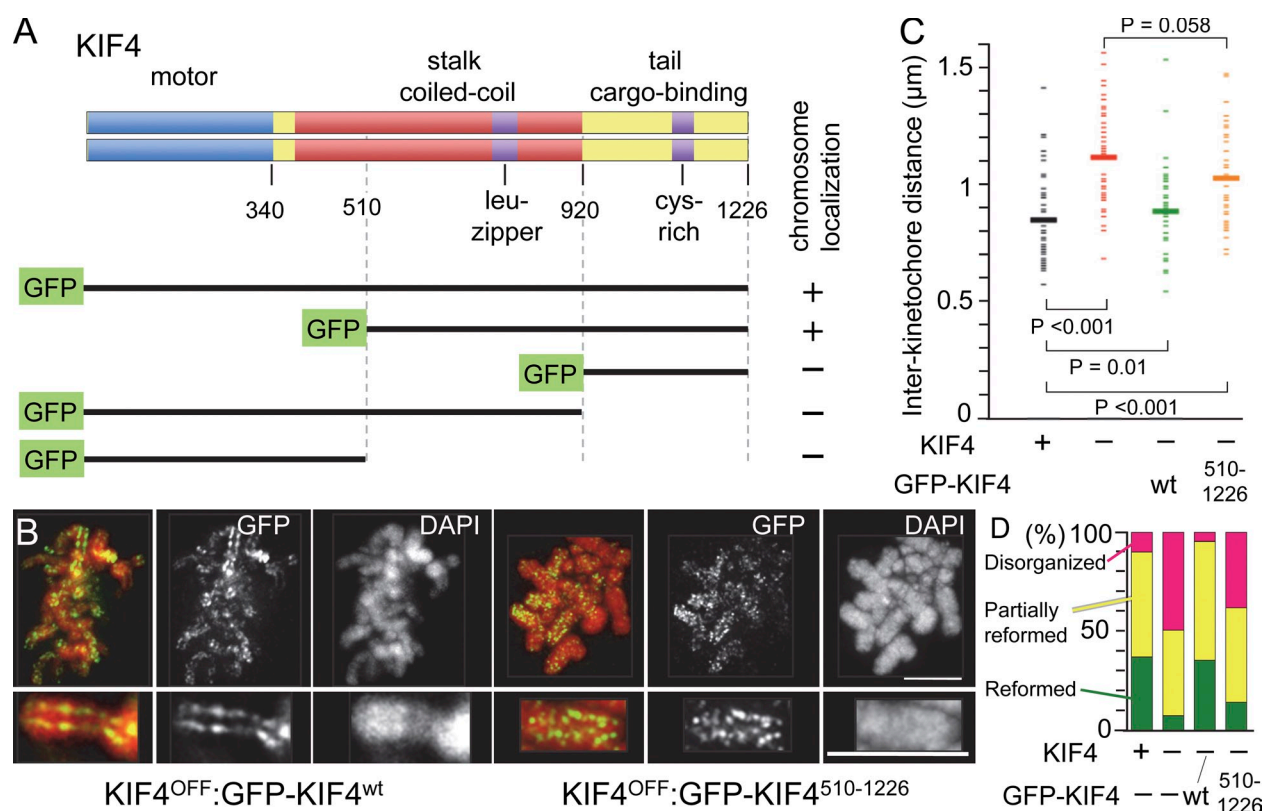 A
KIF4
motor
stalk
coiled-coil
tail
cargo-binding
chromosome
localization
340
510
leu-
zipper
920
cys-
rich
1226
GFP
+
GFP
+
GFP
–
GFP
–
GFP
–
B
GFP
DAPI
GFP
DAPI
KIF4OFF:GFP-KIF4wt
KIF4OFF:GFP-KIF4510-1226
C
Inter-kinetochore distance (μm)
1.5
1
0.5
0
P = 0.058
P <0.001
P = 0.01
P <0.001
KIF4 + – – –
GFP-KIF4 wt 510-
1226
D
(%)
100
50
0
Disorganized
Partially
reformed
Reformed
KIF4 + – – –
GFP-KIF4 – – wt 510-
1226